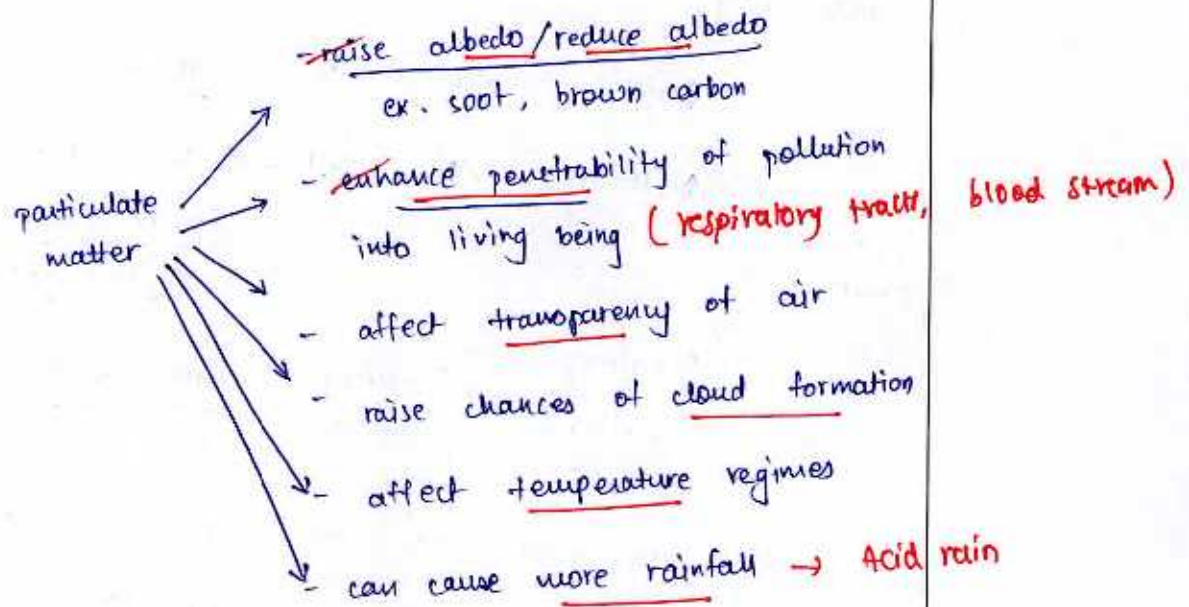 - raise albedo/reduce albedo
ex. soot, brown carbon
particulate matter
- enhance penetrability of pollution
into living being (respiratory tract, blood stream)
- affect transparency of air
- raise chances of cloud formation
- affect temperature regimes
- can cause more rainfall → Acid rain